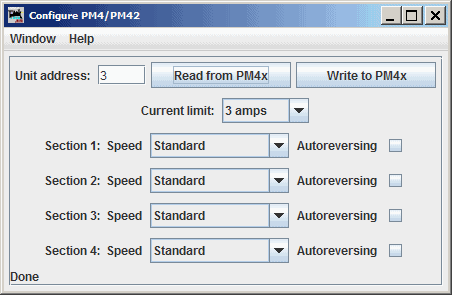 Configure PM4/PM42
Window Help
Unit address: 3 Read from PM4x Write to PM4x
Current limit: 3 amps
Section 1: Speed Standard Autoreversing
Section 2: Speed Standard Autoreversing
Section 3: Speed Standard Autoreversing
Section 4: Speed Standard Autoreversing
Done